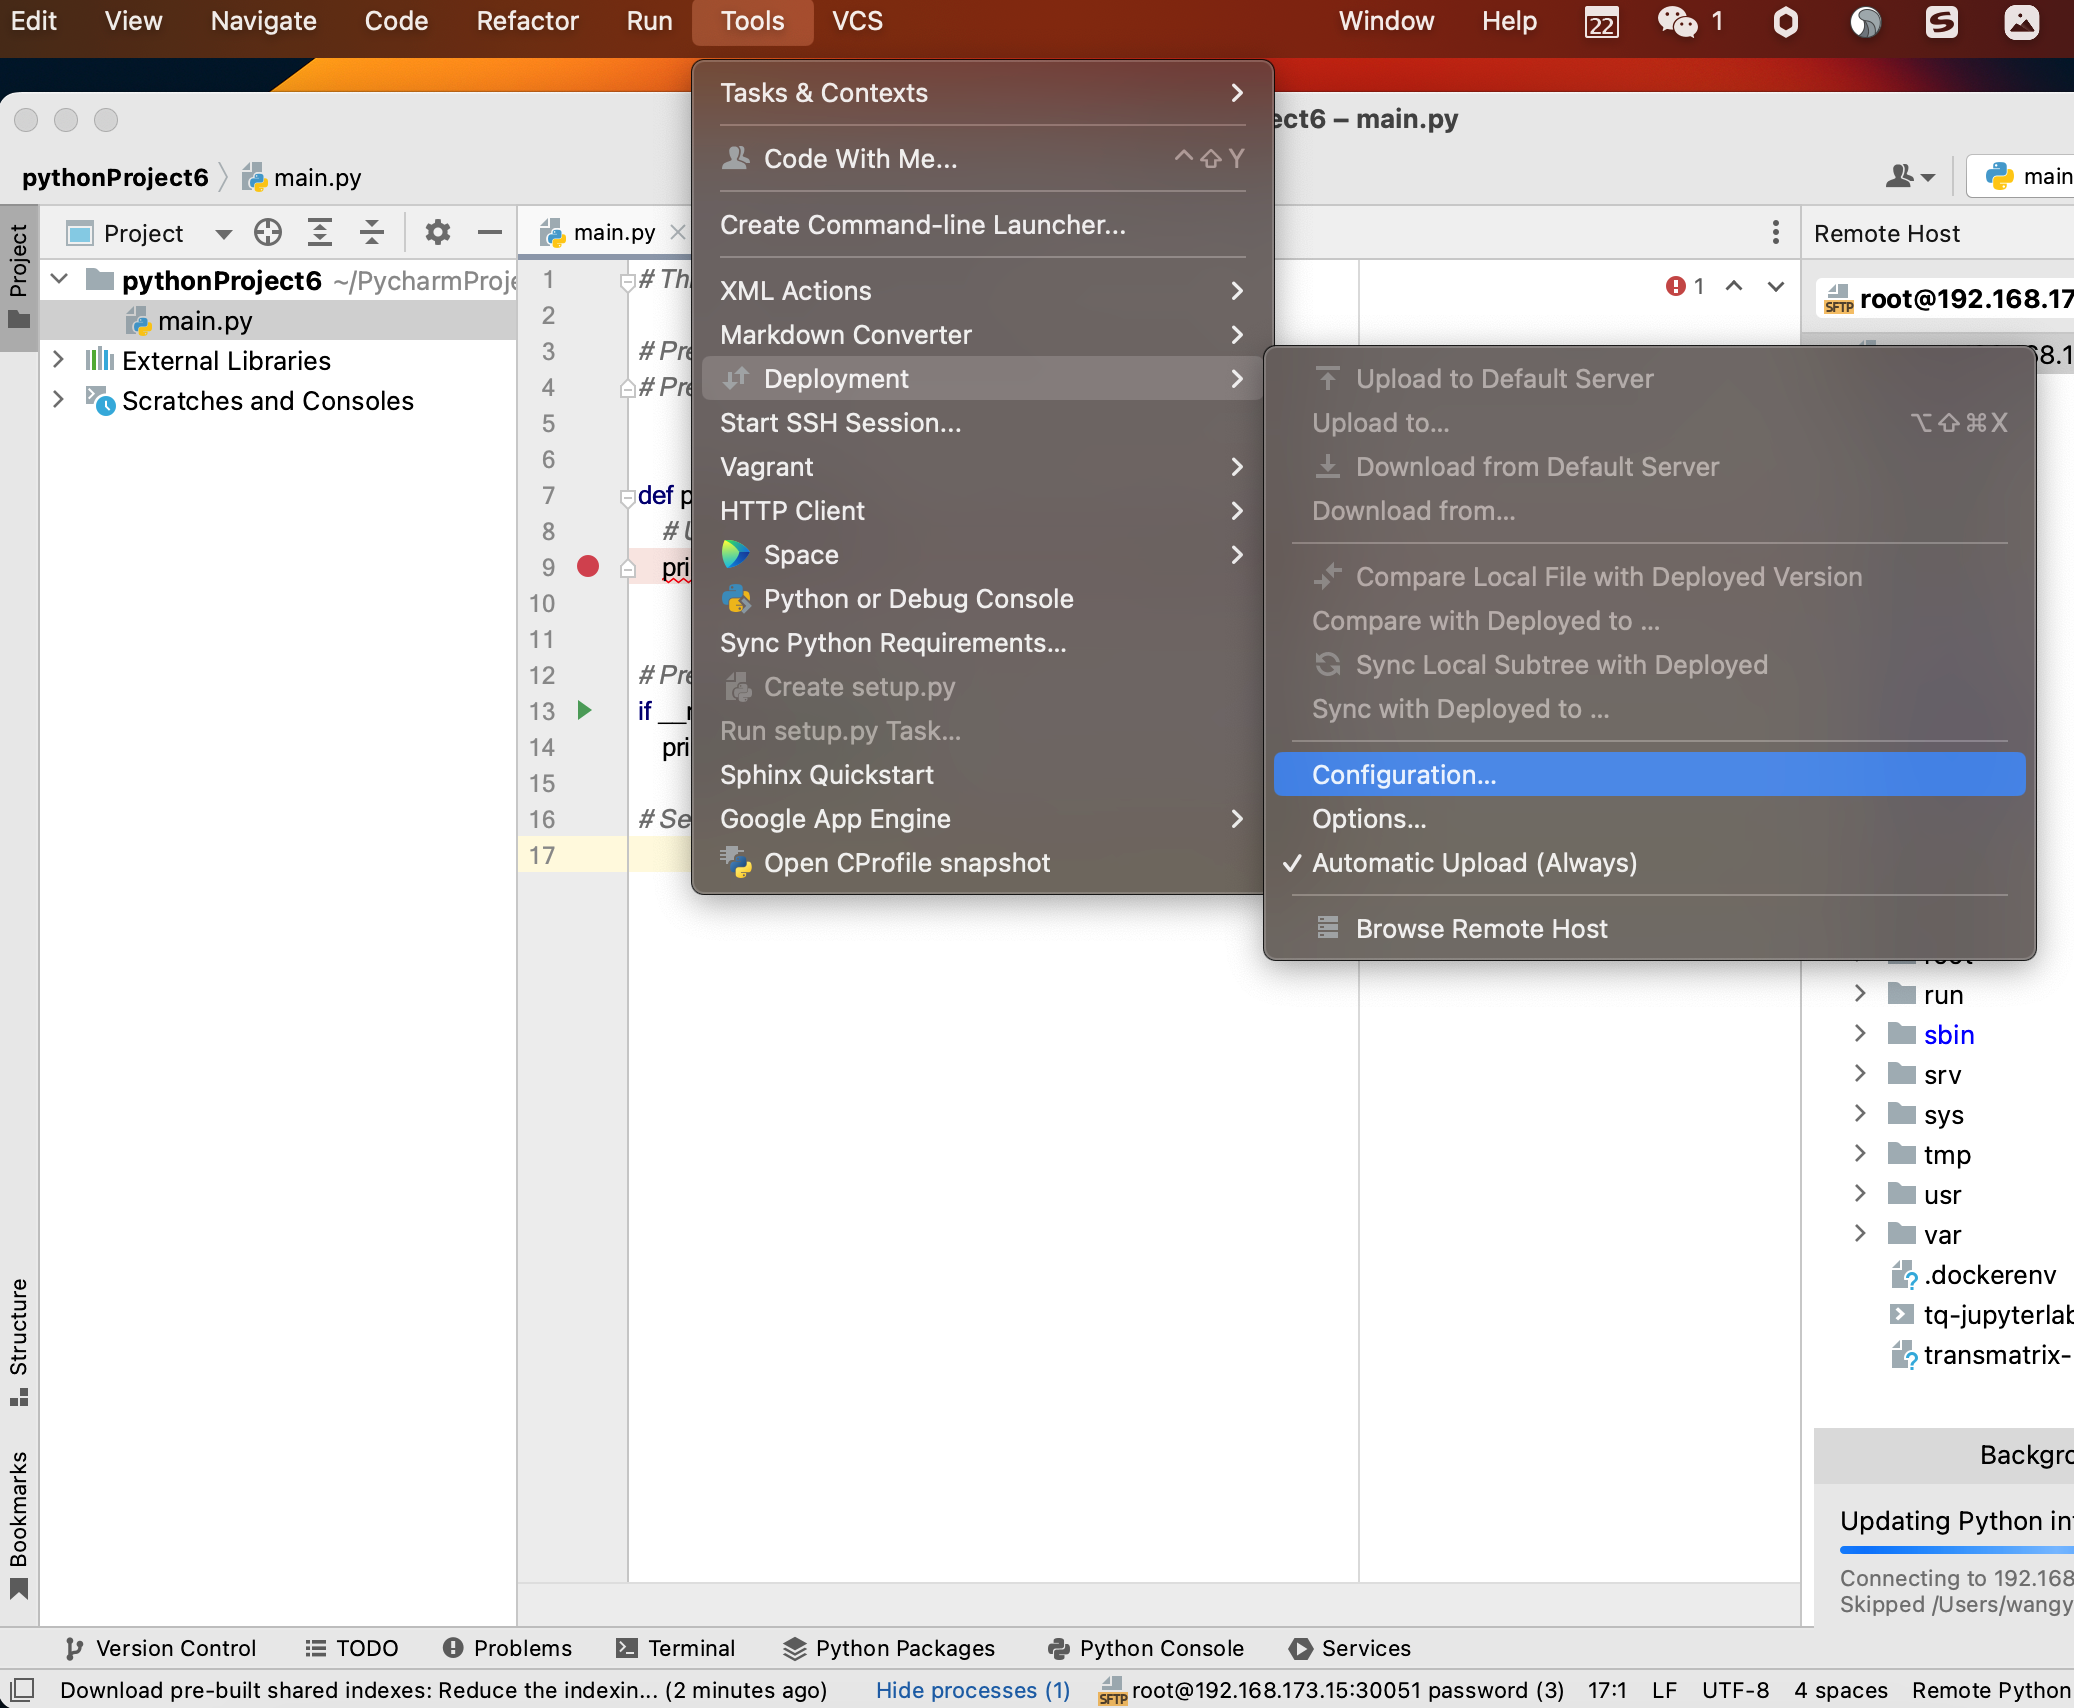 Edit View Navigate Code Refactor Run Tools VCS Window Help 22 1
Tasks & Contexts
Code With Me... ^⇧Y
Create Command-line Launcher...
XML Actions
Markdown Converter
Deployment
Start SSH Session...
Vagrant
HTTP Client
Space
Python or Debug Console
Sync Python Requirements...
Create setup.py
Run setup.py Task...
Sphinx Quickstart
Google App Engine
Open CProfile snapshot
Upload to Default Server
Upload to... ⌥⇧⌘X
Download from Default Server
Download from...
Compare Local File with Deployed Version
Compare with Deployed to ...
Sync Local Subtree with Deployed
Sync with Deployed to ...
Configuration...
Options...
✓ Automatic Upload (Always)
Browse Remote Host
ect6 – main.py
pythonProject6 main.py
main
Project
Project
pythonProject6 ~/PycharmProje
main.py
External Libraries
Scratches and Consoles
Structure
Bookmarks
main.py
1 # Th
2
3 # Pre
4 # Pre
5
6
7 def p
8 # U
9 pri
10
11
12 # Pre
13 if __n
14 pri
15
16 # Se
17
1
Remote Host
SFTP root@192.168.17
68.1
root
run
sbin
srv
sys
tmp
usr
var
.dockerenv
tq-jupyterlab
transmatrix-
Backgro
Updating Python int
Connecting to 192.168
Skipped /Users/wangy
Version Control TODO Problems Terminal Python Packages Python Console Services
Download pre-built shared indexes: Reduce the indexin... (2 minutes ago) Hide processes (1) SFTP root@192.168.173.15:30051 password (3) 17:1 LF UTF-8 4 spaces Remote Python